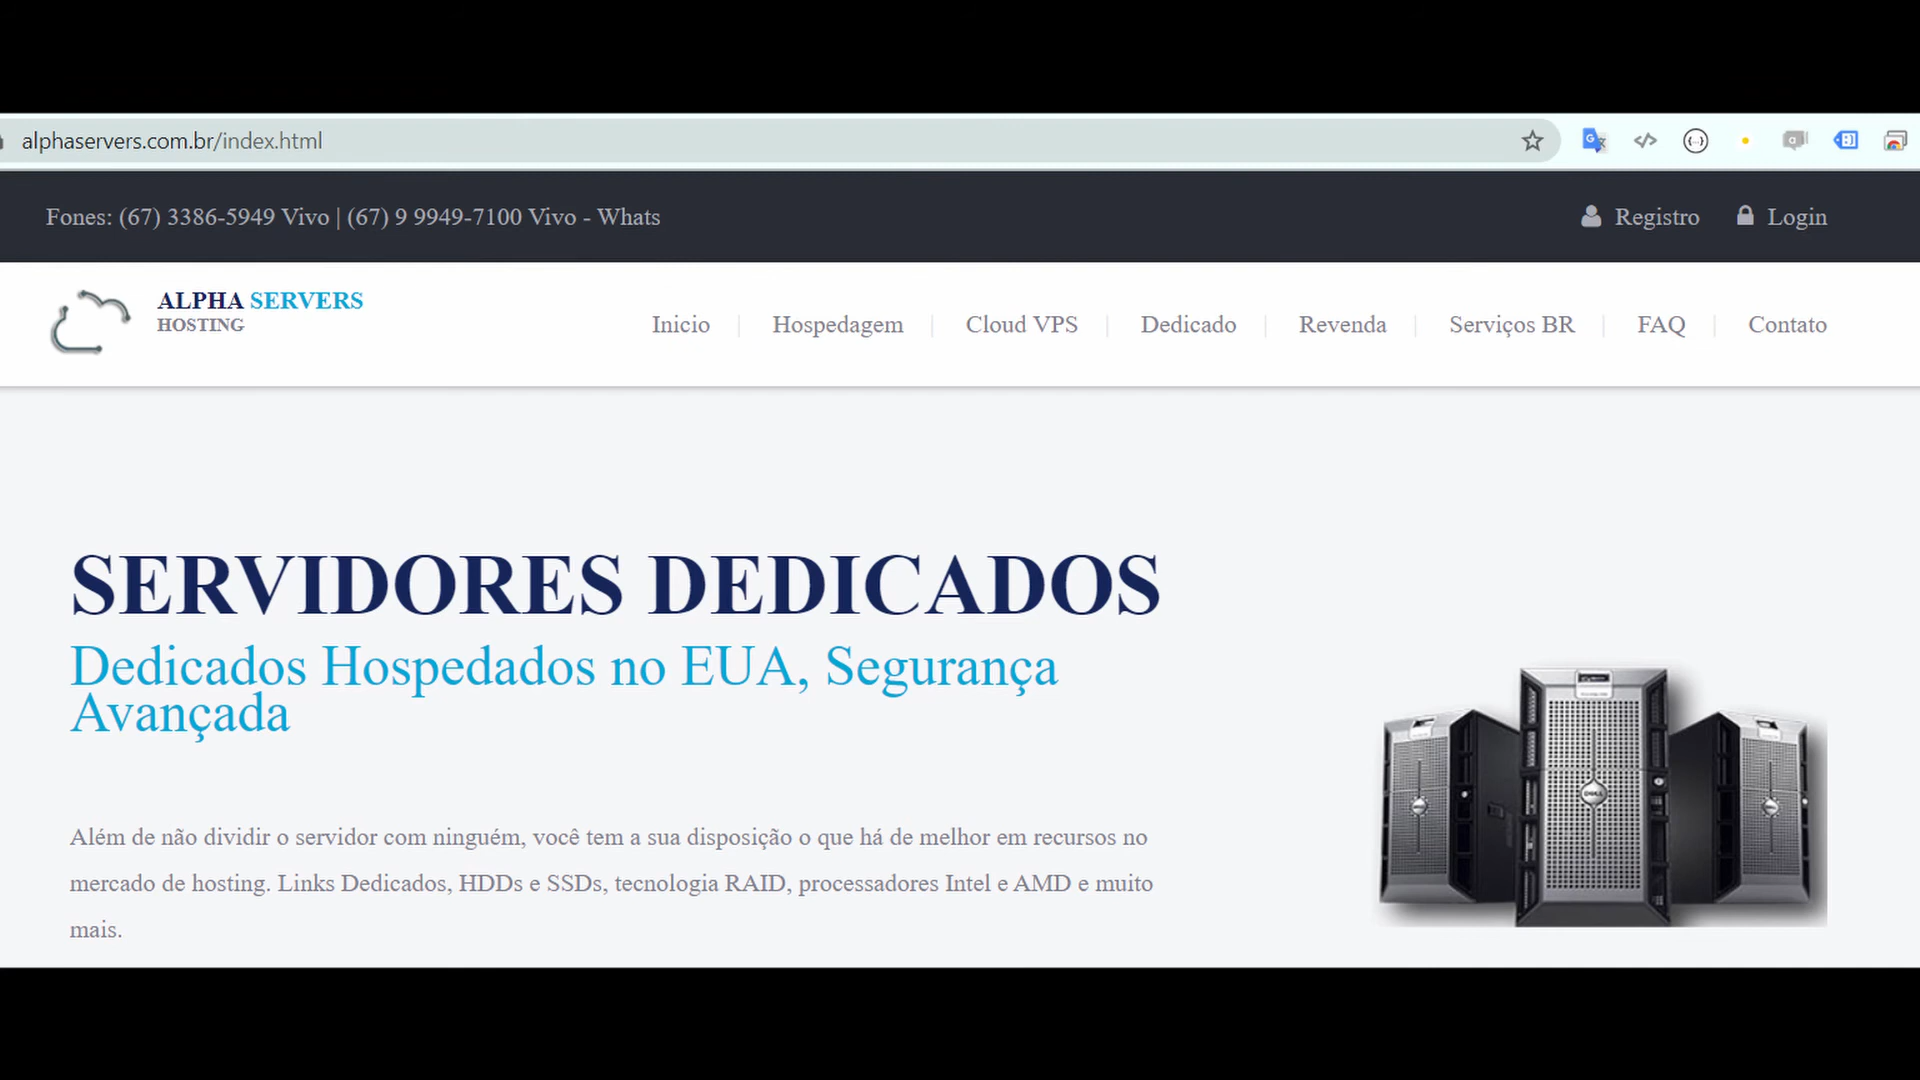 alphaservers.com.br/index.html
Fones: (67) 3386-5949 Vivo | (67) 9 9949-7100 Vivo - Whats
Registro
Login
ALPHA SERVERS
HOSTING
Inicio
Hospedagem
Cloud VPS
Dedicado
Revenda
Serviços BR
FAQ
Contato
SERVIDORES DEDICADOS
Dedicados Hospedados no EUA, Segurança
Avançada
Além de não dividir o servidor com ninguém, você tem a sua disposição o que há de melhor em recursos no
mercado de hosting. Links Dedicados, HDDs e SSDs, tecnologia RAID, processadores Intel e AMD e muito
mais.
DELL